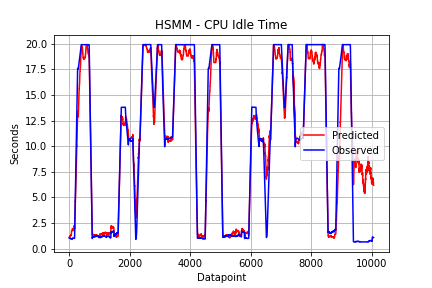 HSMM - CPU Idle Time
20.0
17.5
15.0
12.5
10.0
7.5
5.0
2.5
0.0
Seconds
Predicted
Observed
0 2000 4000 6000 8000 10000
Datapoint